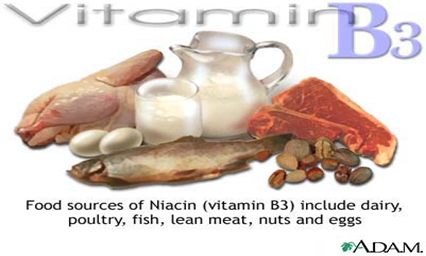 Vitamin B3
Food sources of Niacin (vitamin B3) include dairy,
poultry, fish, lean meat, nuts and eggs
A.D.A.M.